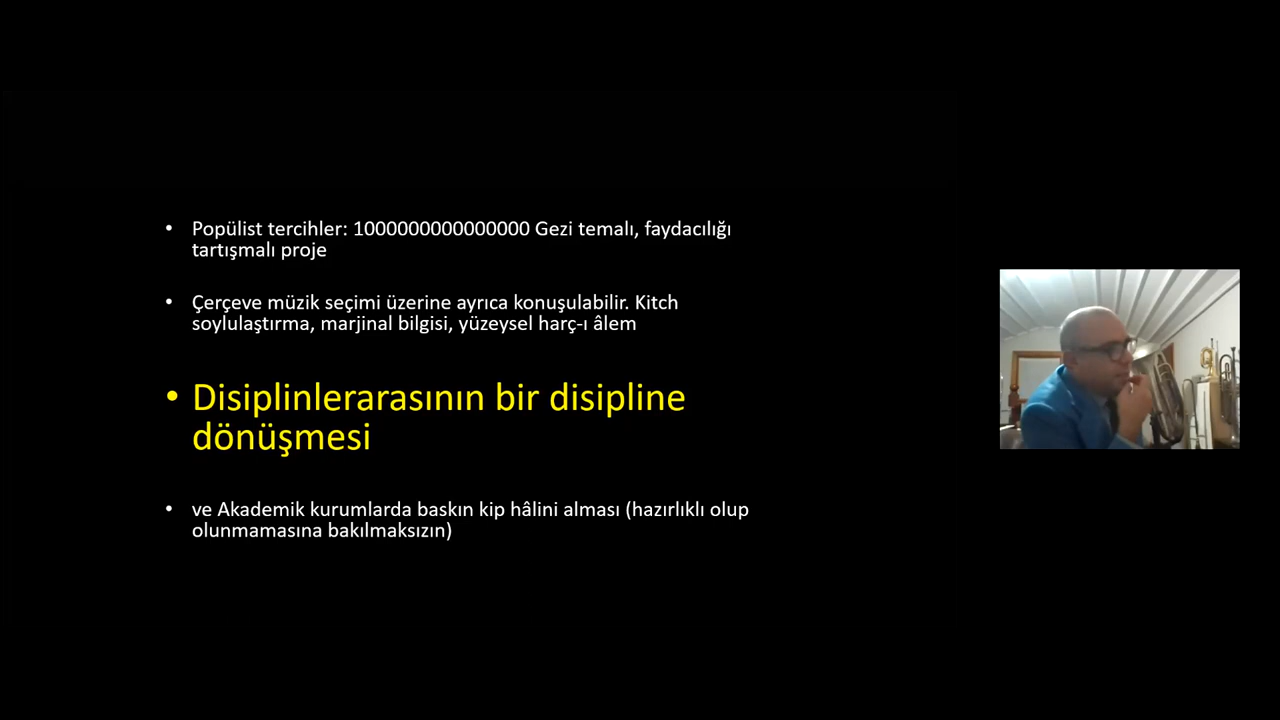 • Popülist tercihler: 1000000000000000 Gezi temalı, faydacılığı
tartışmalı proje
• Çerçeve müzik seçimi üzerine ayrıca konuşulabilir. Kitch
soylulaştırma, marjinal bilgisi, yüzeysel harç-ı âlem
• Disiplinlerarasının bir disipline
dönüşmesi
• ve Akademik kurumlarda baskın kip hâlini alması (hazırlıklı olup
olunmamasına bakılmaksızın)